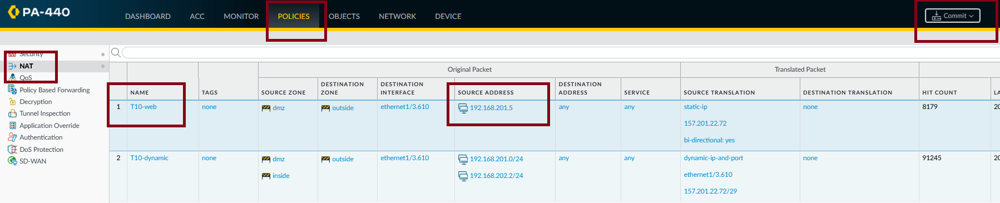 PA-440
DASHBOARD ACC MONITOR POLICIES OBJECTS NETWORK DEVICE Commit
Security
NAT
QoS
Policy Based Forwarding
Decryption
Tunnel Inspection
Application Override
Authentication
DoS Protection
SD-WAN
Original Packet Translated Packet
NAME TAGS SOURCE ZONE DESTINATION ZONE DESTINATION INTERFACE SOURCE ADDRESS DESTINATION ADDRESS SERVICE SOURCE TRANSLATION DESTINATION TRANSLATION HIT COUNT LA
1 T10-web none dmz outside ethernet1/3.610 192.168.201.5 any any static-ip none 8179 20
157.201.22.72
bi-directional: yes
2 T10-dynamic none dmz outside ethernet1/3.610 192.168.201.0/24 any any dynamic-ip-and-port none 91245 20
inside 192.168.202.2/24 ethernet1/3.610
157.201.22.72/29